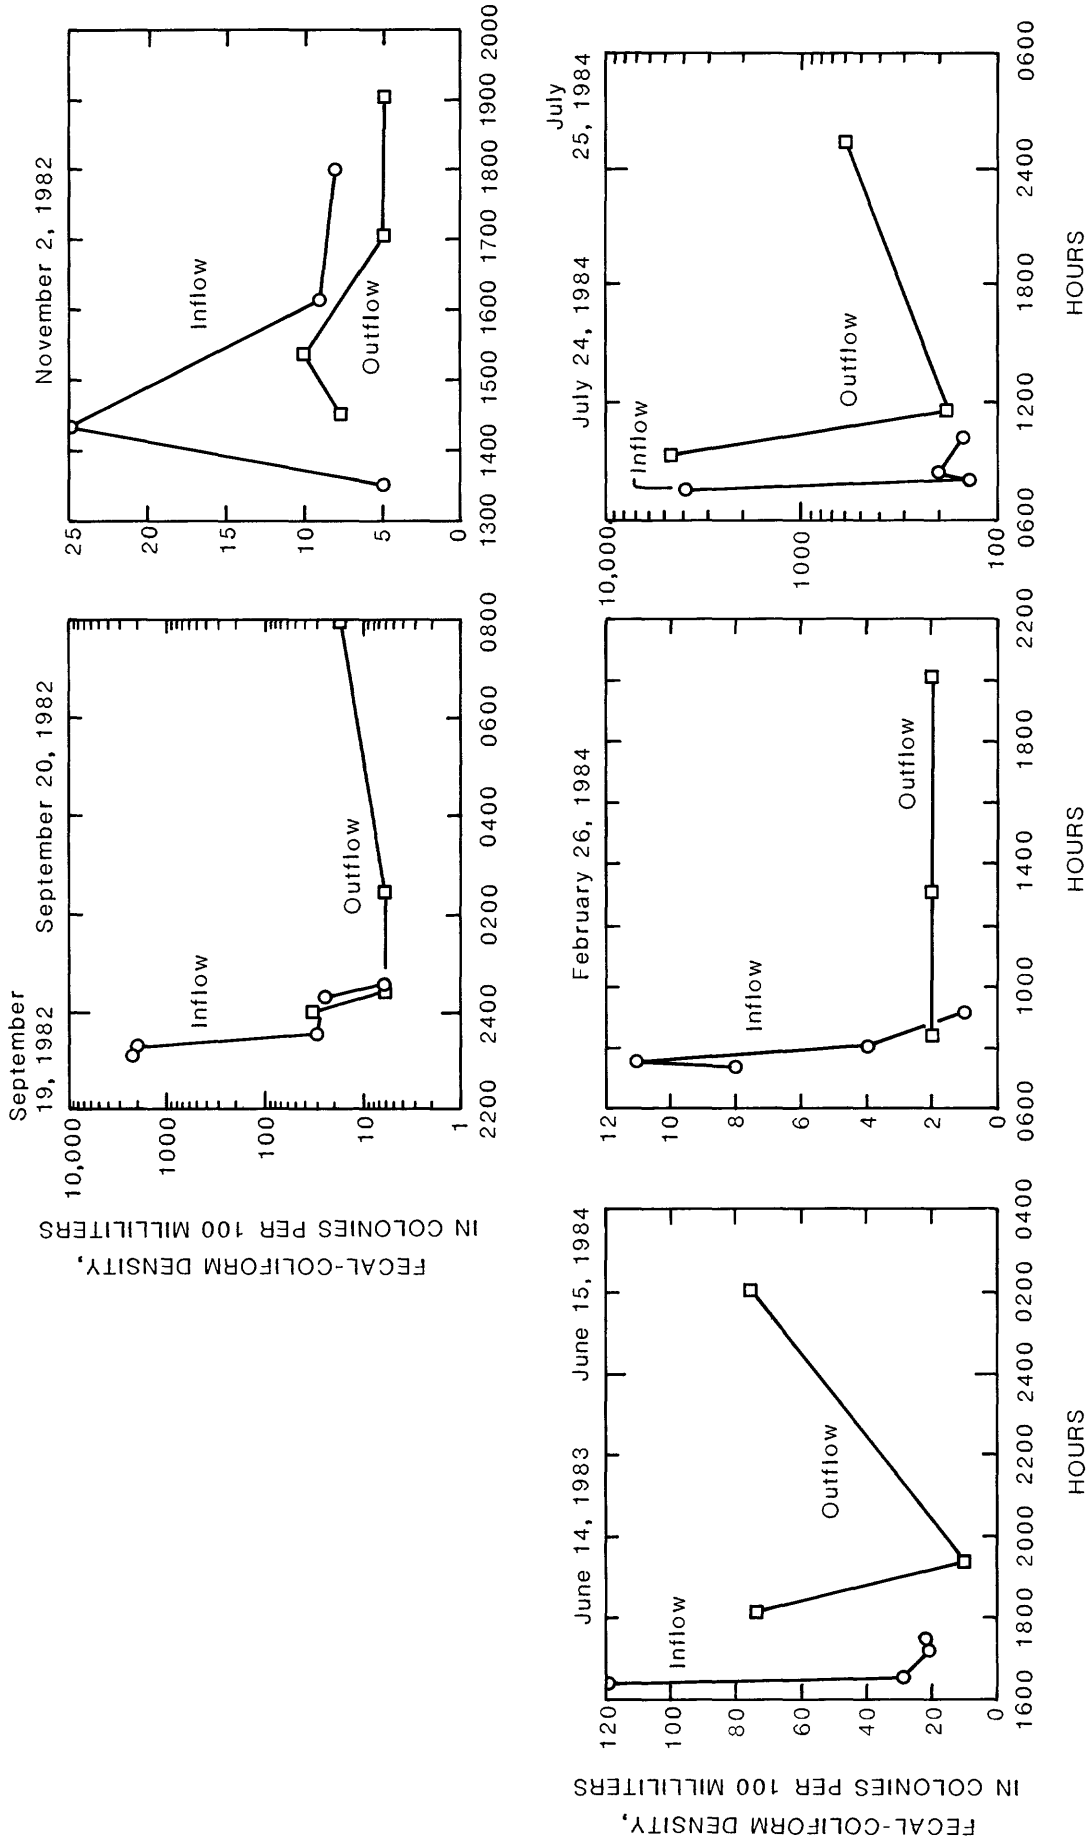 September
19, 1982
September 20, 1982
FECAL-COLIFORM DENSITY,
IN COLONIES PER 100 MILLILITERS
10,000
1000
100
10
1
Inflow
Outflow
2200
2400
0200
0400
0600
0800
November 2, 1982
25
20
15
10
5
0
Inflow
Outflow
1300
1400
1500
1600
1700
1800
1900
2000
June 14, 1983
June 15, 1984
FECAL-COLIFORM DENSITY,
IN COLONIES PER 100 MILLILITERS
120
100
80
60
40
20
0
Inflow
Outflow
1600
1800
2000
2200
2400
0200
0400
HOURS
February 26, 1984
12
10
8
6
4
2
0
Inflow
Outflow
0600
1000
1400
1800
2200
HOURS
July 24, 1984
July
25, 1984
10,000
1000
100
Inflow
Outflow
0600
1200
1800
2400
0600
HOURS